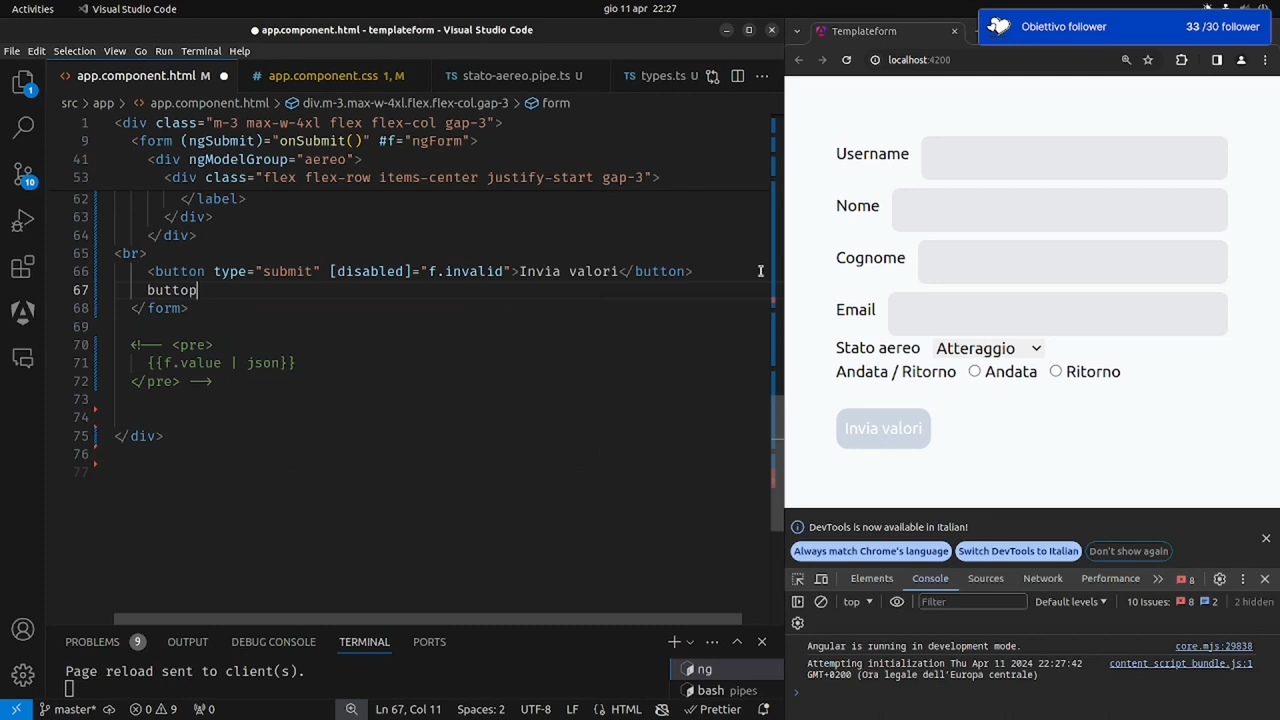 Activities
Visual Studio Code
gio 11 apr 22:27
Obiettivo follower 33 /30 follower
app.component.html - templateform - Visual Studio Code
File Edit Selection View Go Run Terminal Help
app.component.html M
app.component.css 1, M
stato-aereo.pipe.ts U
types.ts U
src
app
app.component.html
div.m-3.max-w-4xl.flex.flex-col.gap-3
form
1 <div class="m-3 max-w-4xl flex flex-col gap-3">
9 <form (ngSubmit)="onSubmit()" #f="ngForm">
41 <div ngModelGroup="aereo">
53 <div class="flex flex-row items-center justify-start gap-3">
62 </label>
63 </div>
64 </div>
65 <br>
66 <button type="submit" [disabled]="f.invalid">Invia valori</button>
67 buttop
68 </form>
69
70 <!-- <pre>
71 {{f.value | json}}
72 </pre> -->
73
74
75 </div>
76
77
1
10
PROBLEMS 9 OUTPUT DEBUG CONSOLE TERMINAL PORTS
Page reload sent to client(s).
ng
bash pipes
master* 0 9 0 Ln 67, Col 11 Spaces: 2 UTF-8 LF HTML Prettier
Templateform
localhost:4200
Username
Nome
Cognome
Email
Stato aereo Atteraggio
Andata / Ritorno Andata Ritorno
Invia valori
DevTools is now available in Italian!
Always match Chrome's language Switch DevTools to Italian Don't show again
Elements Console Sources Network Performance 8
top Filter Default levels 10 Issues: 8 2 2 hidden
Angular is running in development mode. core.mjs:29838
Attempting initialization Thu Apr 11 2024 22:27:42 content script bundle.js:1
GMT+0200 (Ora legale dell'Europa centrale)